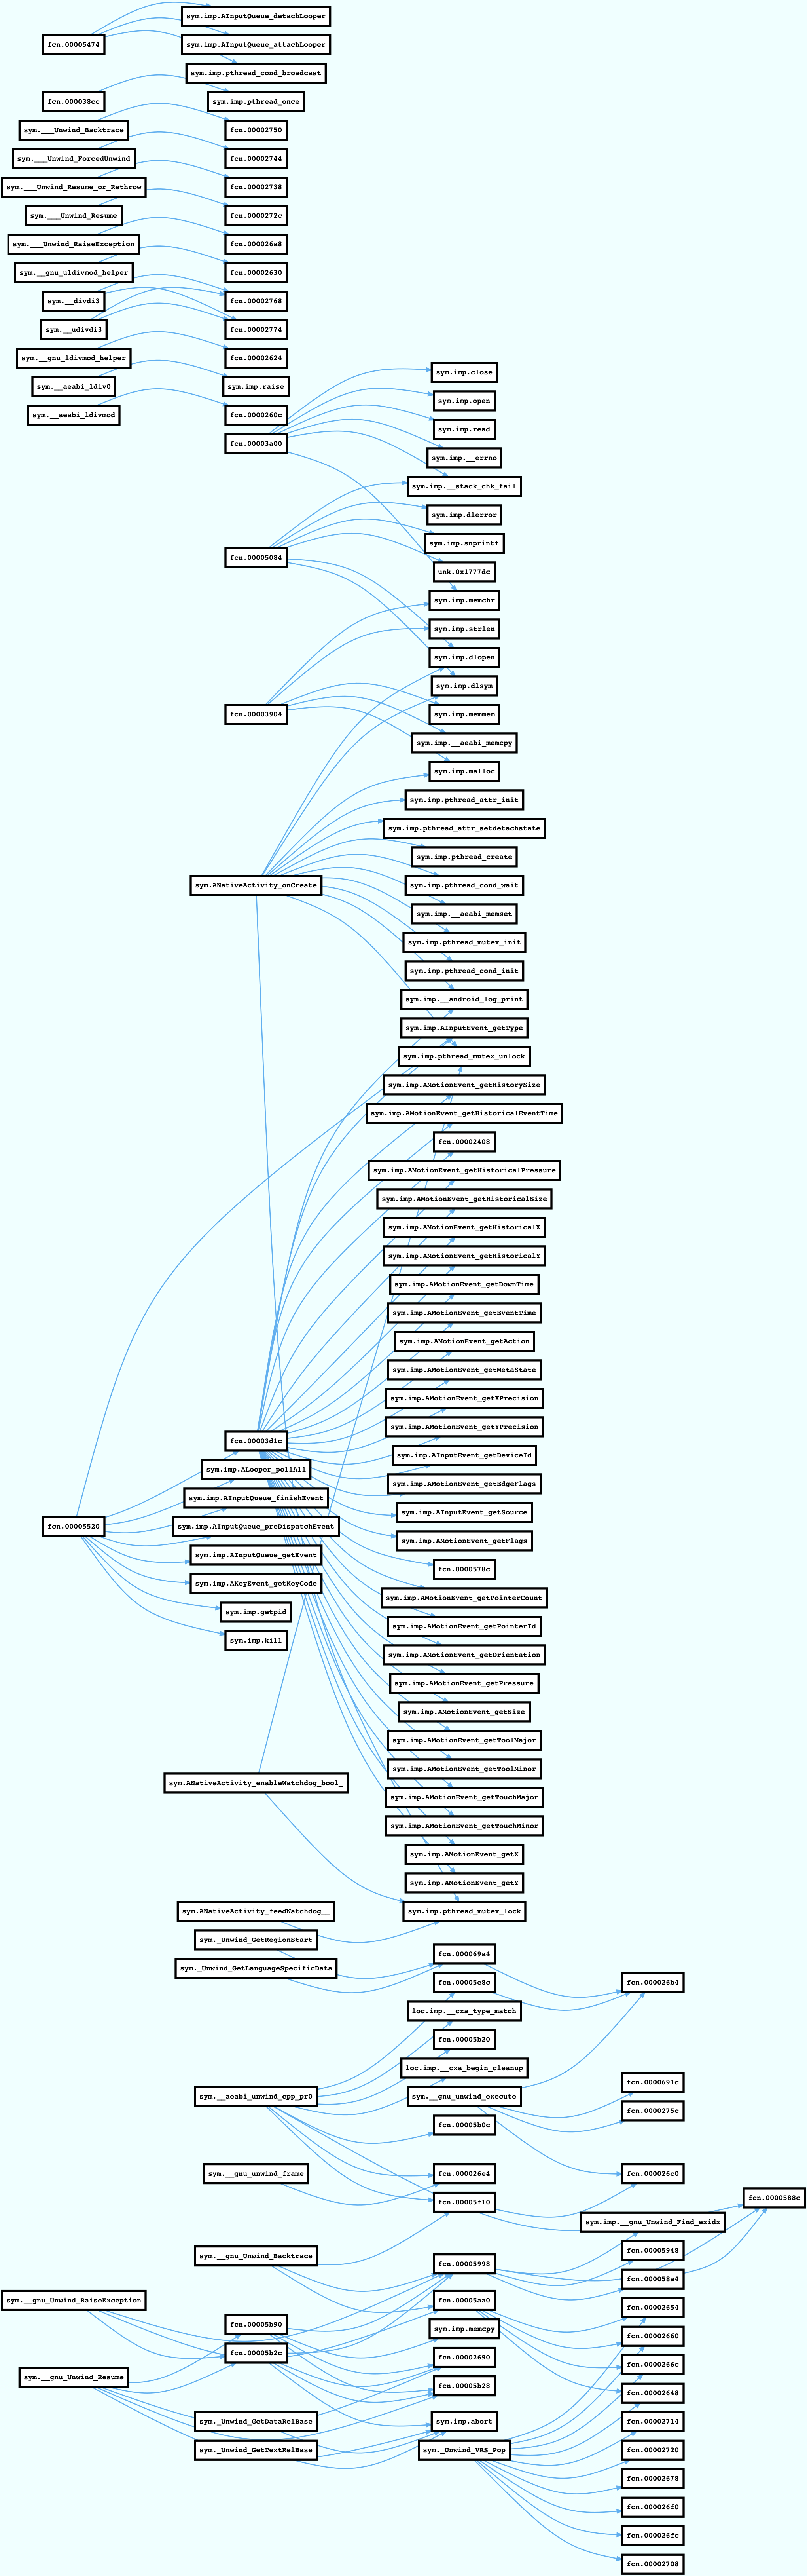 sym.imp.AInputQueue_detachLooper
fcn.00005474
sym.imp.AInputQueue_attachLooper
sym.imp.pthread_cond_broadcast
fcn.000038cc
sym.imp.pthread_once
sym.___Unwind_Backtrace
fcn.00002750
sym.___Unwind_ForcedUnwind
fcn.00002744
sym.___Unwind_Resume_or_Rethrow
fcn.00002738
sym.___Unwind_Resume
fcn.0000272c
sym.___Unwind_RaiseException
fcn.000026a8
sym.__gnu_uldivmod_helper
fcn.00002630
sym.__divdi3
fcn.00002768
sym.__udivdi3
fcn.00002774
sym.__gnu_ldivmod_helper
fcn.00002624
sym.imp.close
sym.__aeabi_ldiv0
sym.imp.raise
sym.imp.open
sym.__aeabi_ldivmod
fcn.0000260c
sym.imp.read
fcn.00003a00
sym.imp.__errno
sym.imp.__stack_chk_fail
sym.imp.dlerror
sym.imp.snprintf
fcn.00005084
unk.0x1777dc
sym.imp.memchr
sym.imp.strlen
sym.imp.dlopen
sym.imp.dlsym
fcn.00003904
sym.imp.memmem
sym.imp.__aeabi_memcpy
sym.imp.malloc
sym.imp.pthread_attr_init
sym.imp.pthread_attr_setdetachstate
sym.imp.pthread_create
sym.ANativeActivity_onCreate
sym.imp.pthread_cond_wait
sym.imp.__aeabi_memset
sym.imp.pthread_mutex_init
sym.imp.pthread_cond_init
sym.imp.__android_log_print
sym.imp.AInputEvent_getType
sym.imp.pthread_mutex_unlock
sym.imp.AMotionEvent_getHistorySize
sym.imp.AMotionEvent_getHistoricalEventTime
fcn.00002408
sym.imp.AMotionEvent_getHistoricalPressure
sym.imp.AMotionEvent_getHistoricalSize
sym.imp.AMotionEvent_getHistoricalX
sym.imp.AMotionEvent_getHistoricalY
sym.imp.AMotionEvent_getDownTime
sym.imp.AMotionEvent_getEventTime
sym.imp.AMotionEvent_getAction
sym.imp.AMotionEvent_getMetaState
sym.imp.AMotionEvent_getXPrecision
sym.imp.AMotionEvent_getYPrecision
fcn.00003d1c
sym.imp.AInputEvent_getDeviceId
sym.imp.ALooper_pollAll
sym.imp.AMotionEvent_getEdgeFlags
sym.imp.AInputQueue_finishEvent
sym.imp.AInputEvent_getSource
fcn.00005520
sym.imp.AInputQueue_preDispatchEvent
sym.imp.AMotionEvent_getFlags
sym.imp.AInputQueue_getEvent
fcn.0000578c
sym.imp.AKeyEvent_getKeyCode
sym.imp.AMotionEvent_getPointerCount
sym.imp.getpid
sym.imp.AMotionEvent_getPointerId
sym.imp.kill
sym.imp.AMotionEvent_getOrientation
sym.imp.AMotionEvent_getPressure
sym.imp.AMotionEvent_getSize
sym.imp.AMotionEvent_getToolMajor
sym.imp.AMotionEvent_getToolMinor
sym.ANativeActivity_enableWatchdog_bool_
sym.imp.AMotionEvent_getTouchMajor
sym.imp.AMotionEvent_getTouchMinor
sym.imp.AMotionEvent_getX
sym.imp.AMotionEvent_getY
sym.ANativeActivity_feedWatchdog__
sym.imp.pthread_mutex_lock
sym._Unwind_GetRegionStart
fcn.000069a4
sym._Unwind_GetLanguageSpecificData
fcn.00005e8c
fcn.000026b4
loc.imp.__cxa_type_match
fcn.00005b20
loc.imp.__cxa_begin_cleanup
fcn.0000691c
sym.__aeabi_unwind_cpp_pr0
sym.__gnu_unwind_execute
fcn.0000275c
fcn.00005b0c
sym.__gnu_unwind_frame
fcn.000026e4
fcn.000026c0
fcn.00005f10
fcn.0000588c
sym.imp.__gnu_Unwind_Find_exidx
sym.__gnu_Unwind_Backtrace
fcn.00005998
fcn.00005948
fcn.000058a4
sym.__gnu_Unwind_RaiseException
fcn.00005aa0
fcn.00002654
fcn.00005b90
sym.imp.memcpy
fcn.00002660
fcn.00005b2c
fcn.00002690
fcn.0000266c
sym.__gnu_Unwind_Resume
fcn.00005b28
fcn.00002648
sym._Unwind_GetDataRelBase
sym.imp.abort
fcn.00002714
sym._Unwind_GetTextRelBase
sym._Unwind_VRS_Pop
fcn.00002720
fcn.00002678
fcn.000026f0
fcn.000026fc
fcn.00002708